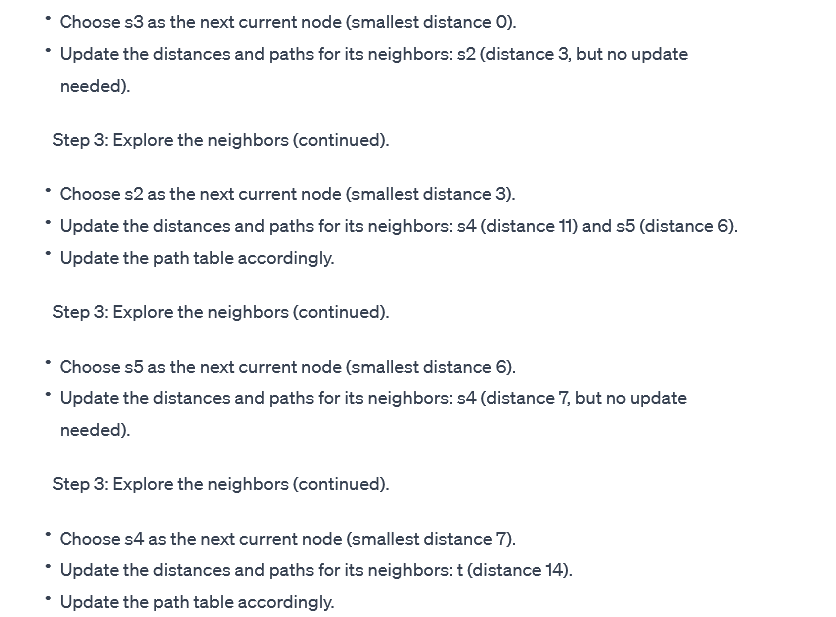 • Choose s3 as the next current node (smallest distance 0).
• Update the distances and paths for its neighbors: s2 (distance 3, but no update
needed).
Step 3: Explore the neighbors (continued).
• Choose s2 as the next current node (smallest distance 3).
• Update the distances and paths for its neighbors: s4 (distance 11) and s5 (distance 6).
• Update the path table accordingly.
Step 3: Explore the neighbors (continued).
• Choose s5 as the next current node (smallest distance 6).
• Update the distances and paths for its neighbors: s4 (distance 7, but no update
needed).
Step 3: Explore the neighbors (continued).
• Choose s4 as the next current node (smallest distance 7).
• Update the distances and paths for its neighbors: t (distance 14).
• Update the path table accordingly.